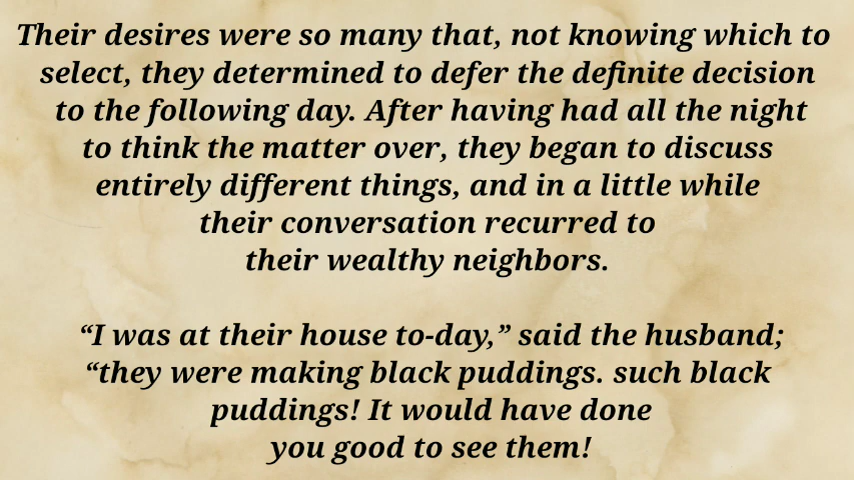 Their desires were so many that, not knowing which to
select, they determined to defer the definite decision
to the following day. After having had all the night
to think the matter over, they began to discuss
entirely different things, and in a little while
their conversation recurred to
their wealthy neighbors.
“I was at their house to-day,” said the husband;
“they were making black puddings. such black
puddings! It would have done
you good to see them!